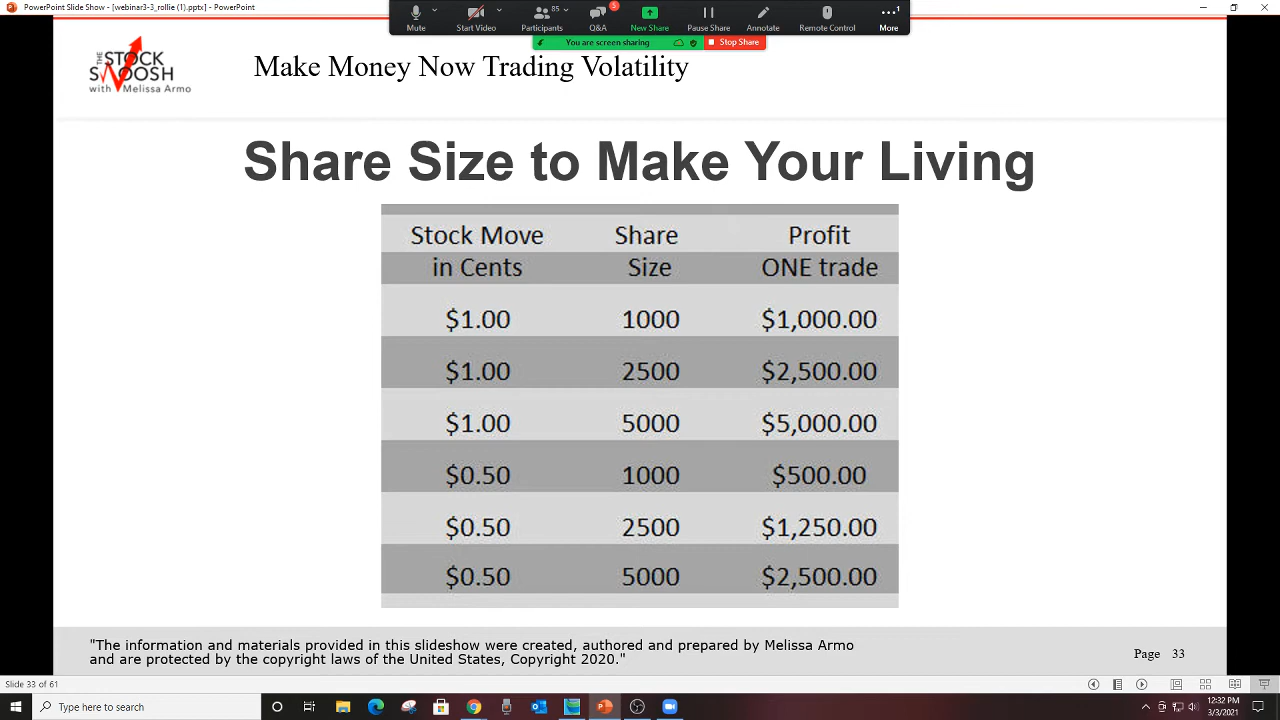 PowerPoint Slide Show - [webinar3-3_rollie (1).pptx] - PowerPoint
Mute
Start Video
85
Participants
5
Q&A
New Share
Pause Share
Annotate
Remote Control
1
More
You are screen sharing
Stop Share
THE STOCK
SWOOSH
with Melissa Armo
Make Money Now Trading Volatility
Share Size to Make Your Living
Stock Move Share Profit
in Cents Size ONE trade
$1.00 1000 $1,000.00
$1.00 2500 $2,500.00
$1.00 5000 $5,000.00
$0.50 1000 $500.00
$0.50 2500 $1,250.00
$0.50 5000 $2,500.00
"The information and materials provided in this slideshow were created, authored and prepared by Melissa Armo
and are protected by the copyright laws of the United States, Copyright 2020."
Page 33
Slide 33 of 61
Type here to search
12:32 PM
3/3/2021